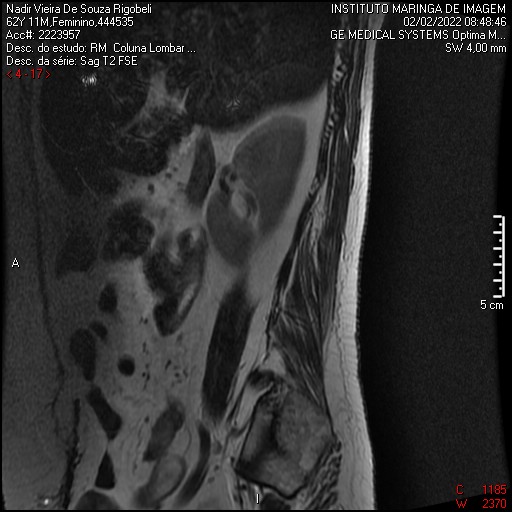 Nadir Vieira De Souza Rigobeli
62Y 11M,Feminino,444535
Acc#: 2223957
Desc. do estudo: RM Coluna Lombar ...
Desc. da série: Sag T2 FSE
< 4 - 17 >
INSTITUTO MARINGA DE IMAGEM
02/02/2022 08:48:46
GE MEDICAL SYSTEMS Optima M...
SW 4,00 mm
A
5 cm
I
C 1185
W 2370